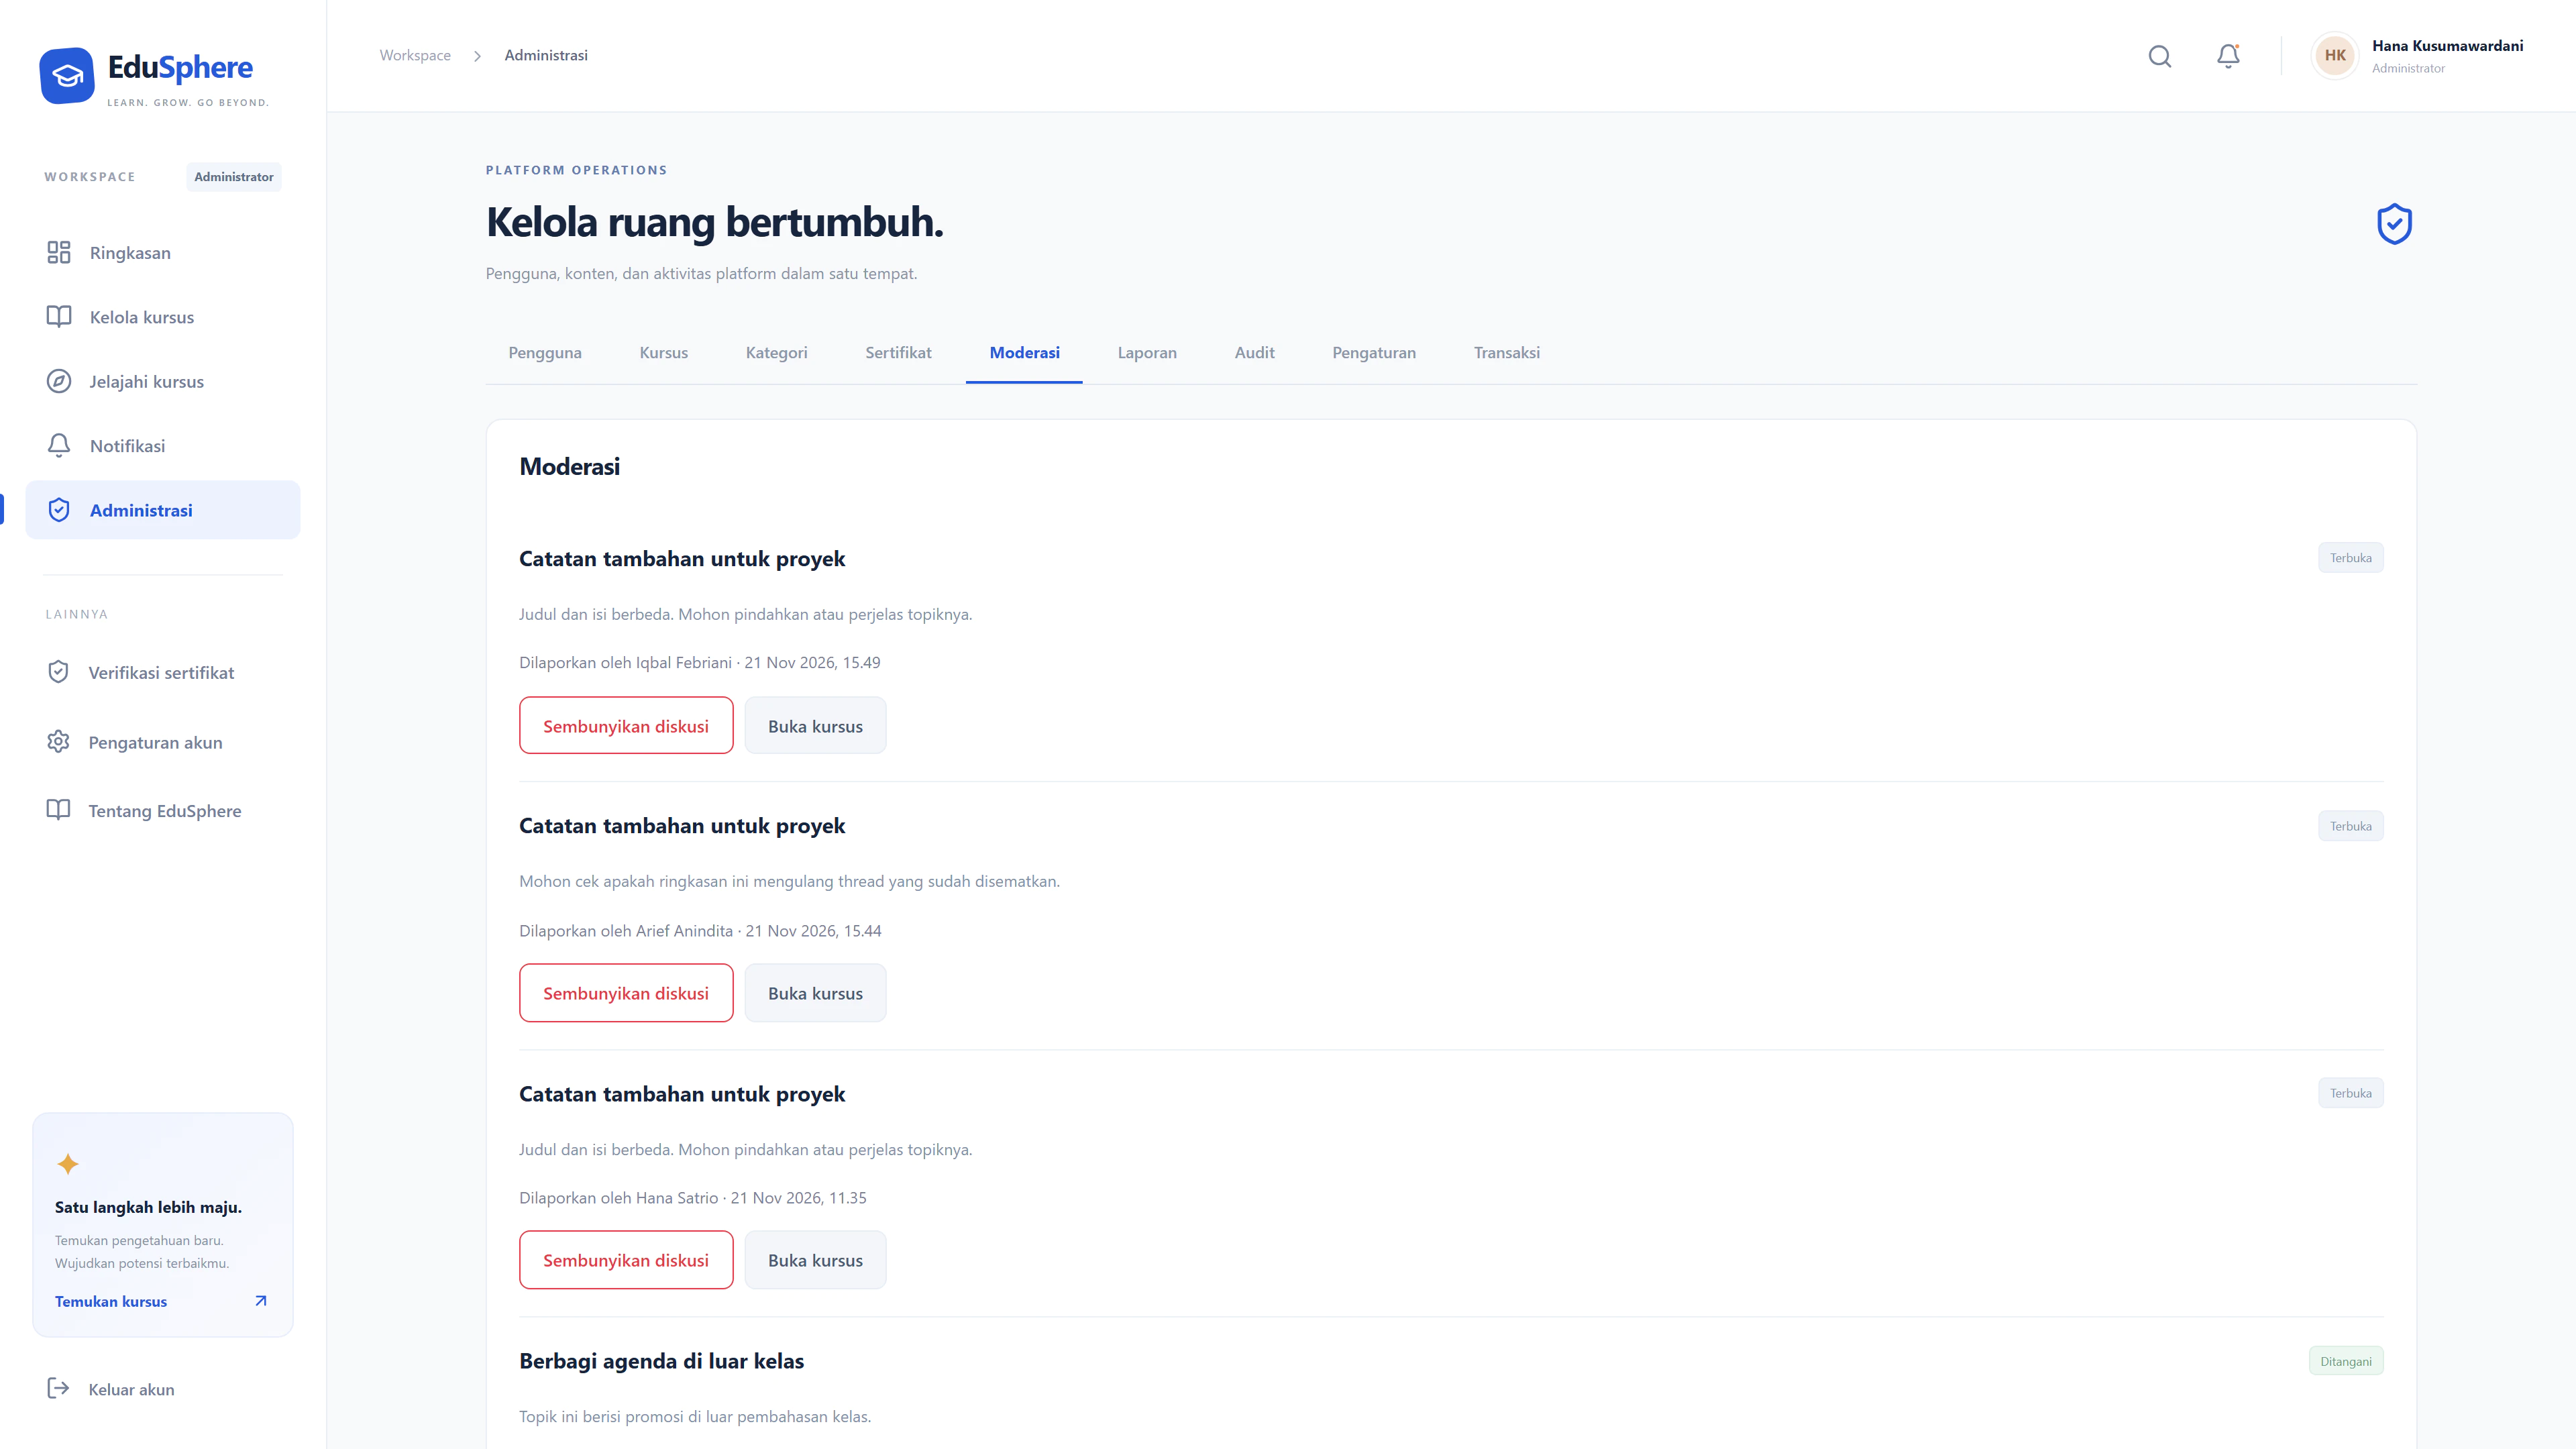 EduSphere
LEARN. GROW. GO BEYOND.
WORKSPACE
Administrator
Ringkasan
Kelola kursus
Jelajahi kursus
Notifikasi
Administrasi
LAINNYA
Verifikasi sertifikat
Pengaturan akun
Tentang EduSphere
Satu langkah lebih maju.
Temukan pengetahuan baru.
Wujudkan potensi terbaikmu.
Temukan kursus
Keluar akun
Workspace
Administrasi
HK
Hana Kusumawardani
Administrator
PLATFORM OPERATIONS
Kelola ruang bertumbuh.
Pengguna, konten, dan aktivitas platform dalam satu tempat.
Pengguna
Kursus
Kategori
Sertifikat
Moderasi
Laporan
Audit
Pengaturan
Transaksi
Moderasi
Catatan tambahan untuk proyek
Terbuka
Judul dan isi berbeda. Mohon pindahkan atau perjelas topiknya.
Dilaporkan oleh Iqbal Febriani · 21 Nov 2026, 15.49
Sembunyikan diskusi
Buka kursus
Catatan tambahan untuk proyek
Terbuka
Mohon cek apakah ringkasan ini mengulang thread yang sudah disematkan.
Dilaporkan oleh Arief Anindita · 21 Nov 2026, 15.44
Sembunyikan diskusi
Buka kursus
Catatan tambahan untuk proyek
Terbuka
Judul dan isi berbeda. Mohon pindahkan atau perjelas topiknya.
Dilaporkan oleh Hana Satrio · 21 Nov 2026, 11.35
Sembunyikan diskusi
Buka kursus
Berbagi agenda di luar kelas
Ditangani
Topik ini berisi promosi di luar pembahasan kelas.